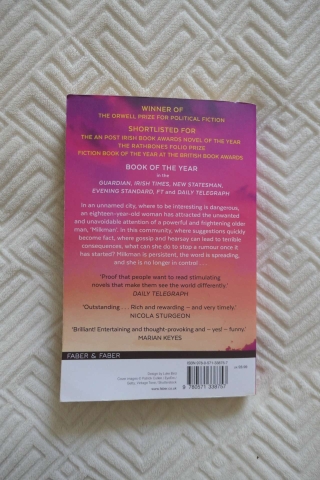 WINNER OF
THE ORWELL PRIZE FOR POLITICAL FICTION
SHORTLISTED FOR
THE AN POST IRISH BOOK AWARDS NOVEL OF THE YEAR
THE RATHBONES FOLIO PRIZE
FICTION BOOK OF THE YEAR AT THE BRITISH BOOK AWARDS
BOOK OF THE YEAR
in the
GUARDIAN, IRISH TIMES, NEW STATESMAN,
EVENING STANDARD, FT and DAILY TELEGRAPH
In an unnamed city, where to be interesting is dangerous,
an eighteen-year-old woman has attracted the unwanted
and unavoidable attention of a powerful and frightening older
man, 'Milkman'. In this community, where suggestions quickly
become fact, where gossip and hearsay can lead to terrible
consequences, what can she do to stop a rumour once it
has started? Milkman is persistent, the word is spreading,
and she is no longer in control . . .
'Proof that people want to read stimulating
novels that make them see the world differently.'
DAILY TELEGRAPH
'Outstanding . . . Rich and rewarding – and very timely.'
NICOLA STURGEON
'Brilliant! Entertaining and thought-provoking and – yes! – funny.'
MARIAN KEYES
FABER & FABER
www.faber.co.uk